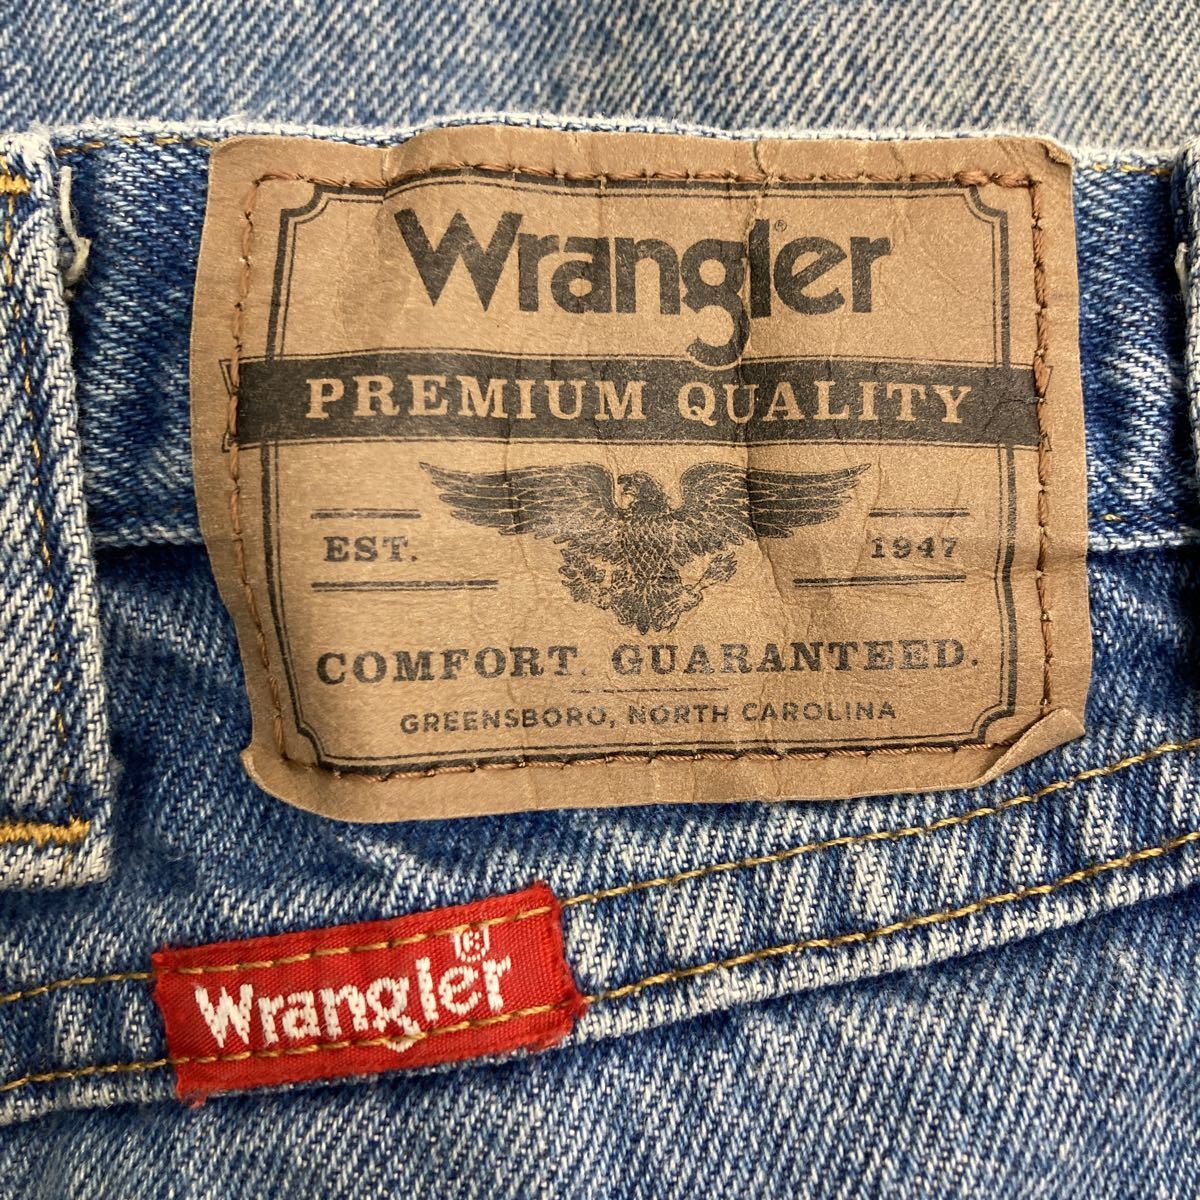 Wrangler®
PREMIUM QUALITY
EST. 1947
COMFORT. GUARANTEED.
GREENSBORO, NORTH CAROLINA
Wrangler®